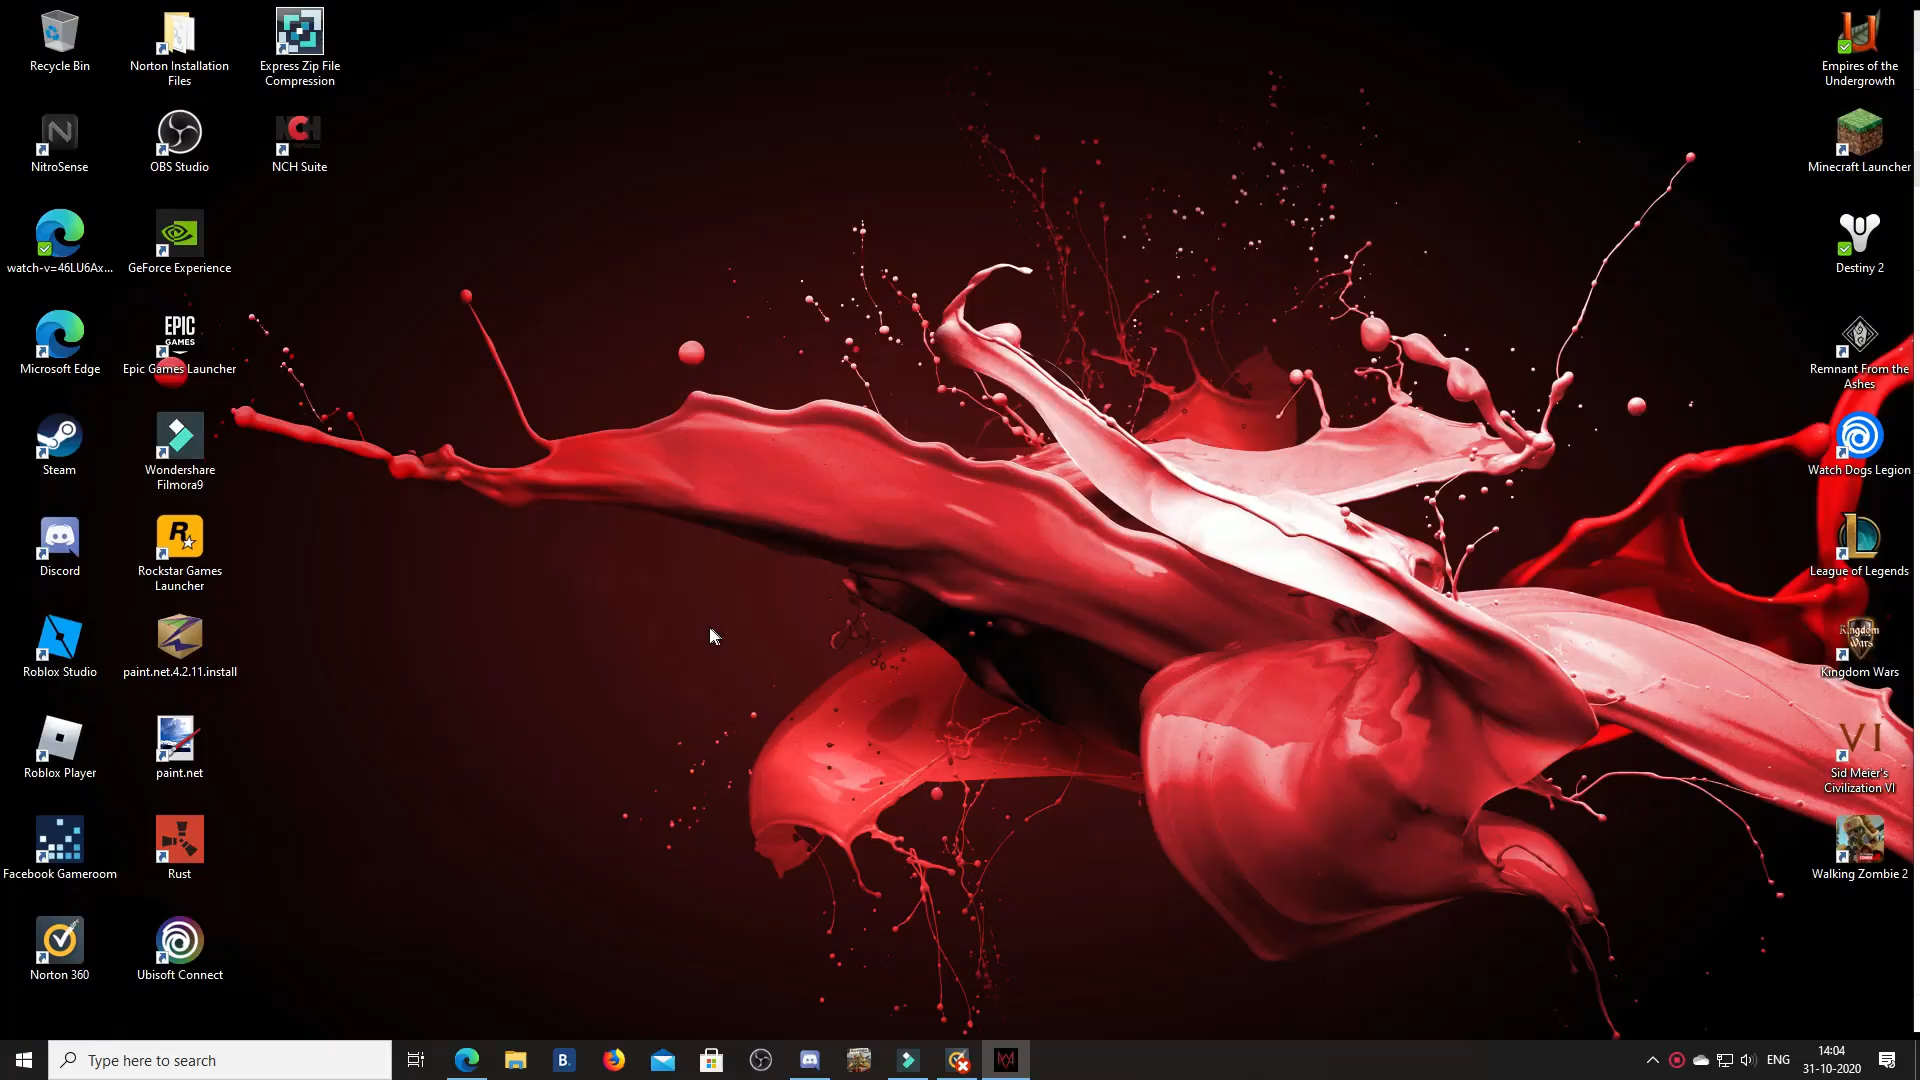 Recycle Bin
Norton Installation
Files
Express Zip File
Compression
Empires of the
Undergrowth
N
NitroSense
OBS Studio
NCH
NCH Suite
Minecraft Launcher
watch-v=46LU6Ax...
GeForce Experience
Destiny 2
Microsoft Edge
EPIC
GAMES
Epic Games Launcher
Remnant From the
Ashes
Steam
Wondershare
Filmora9
Watch Dogs Legion
Discord
R
Rockstar Games
Launcher
L
League of Legends
Roblox Studio
paint.net.4.2.11.install
Kingdom
Wars
Kingdom Wars
Roblox Player
paint.net
VI
Sid Meier's
Civilization VI
Facebook Gameroom
Rust
Walking Zombie 2
Norton 360
Ubisoft Connect
Type here to search
B.
ENG
14:04
31-10-2020